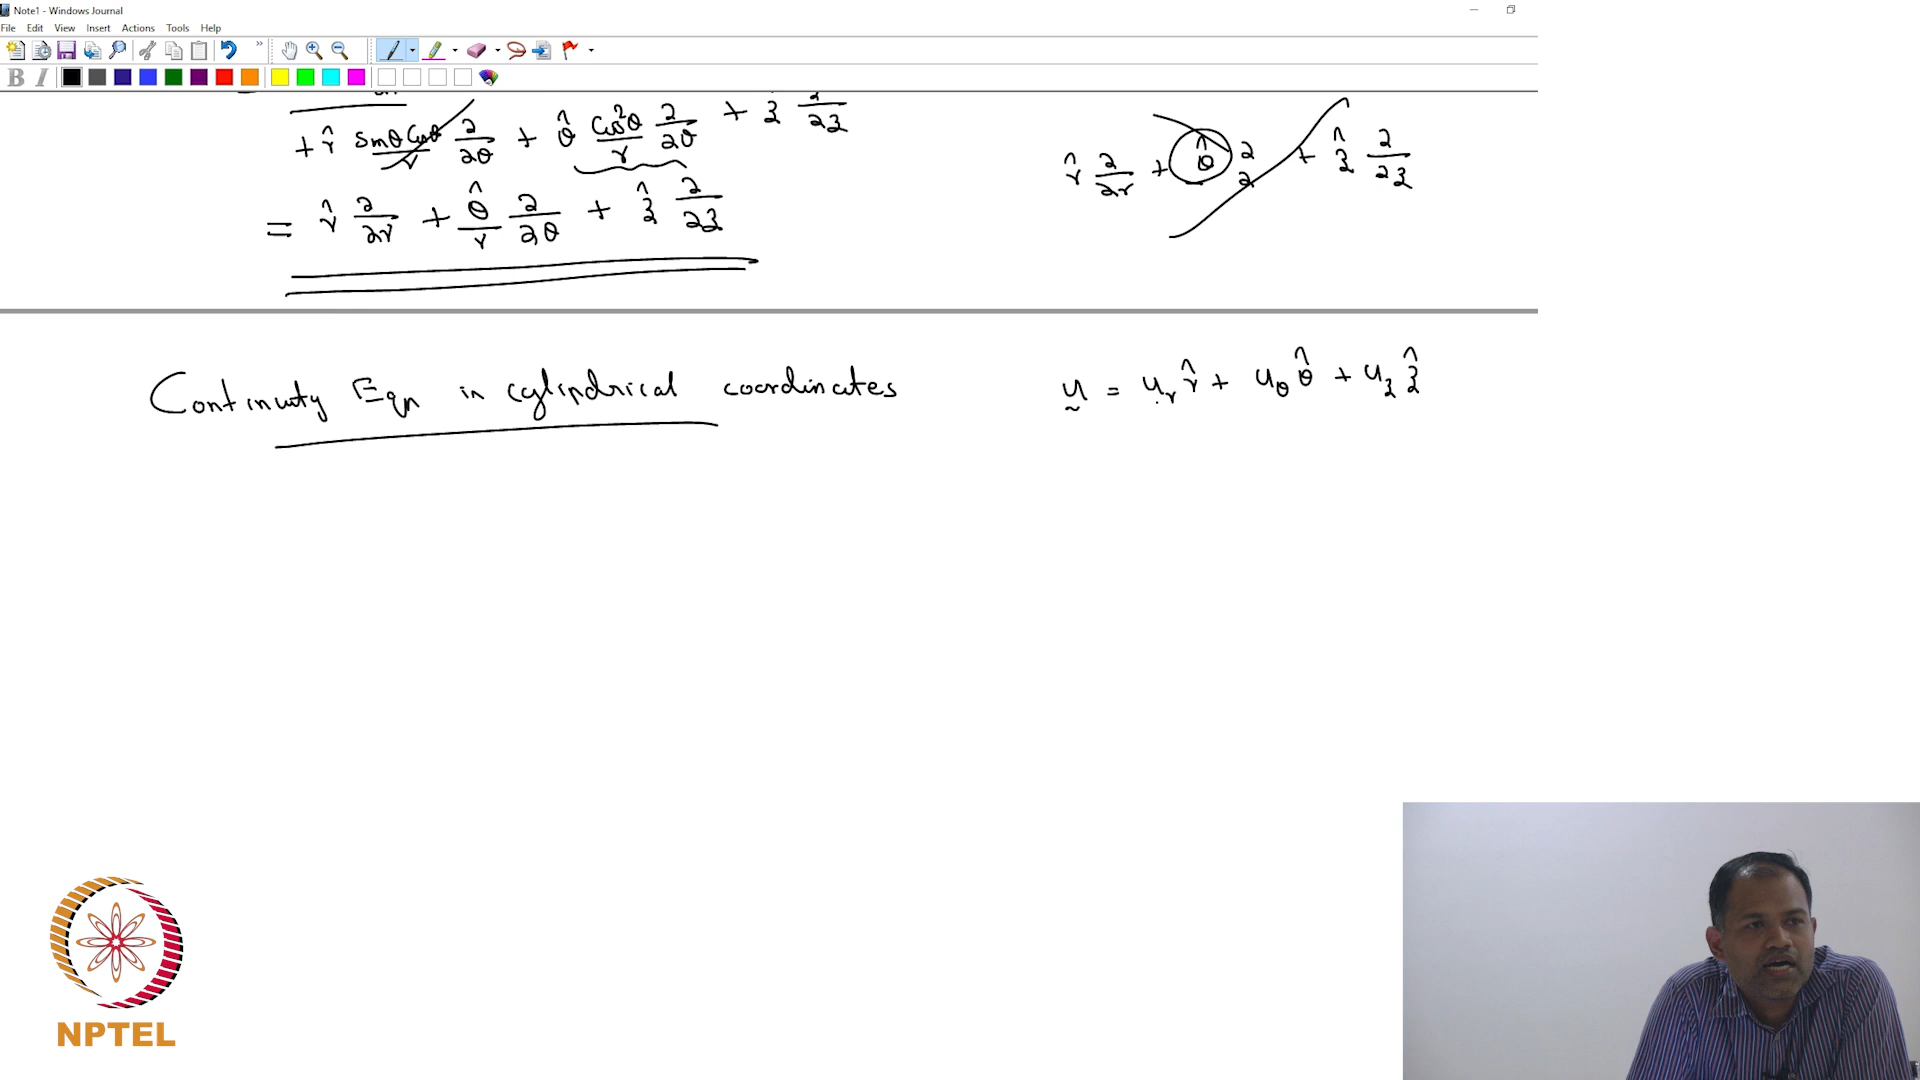 Note1 - Windows Journal
File Edit View Insert Actions Tools Help
B I
+ r̂ sinθ cosθ/r ∂/∂θ + θ̂ cos²θ/r ∂/∂θ + ẑ ∂/∂z
= r̂ ∂/∂r + θ̂/r ∂/∂θ + ẑ ∂/∂z
r̂ ∂/∂r + θ̂ ∂/∂ + ẑ ∂/∂z
Continuity Eqn in cylindrical coordinates
u = u_r r̂ + u_θ θ̂ + u_z ẑ
NPTEL